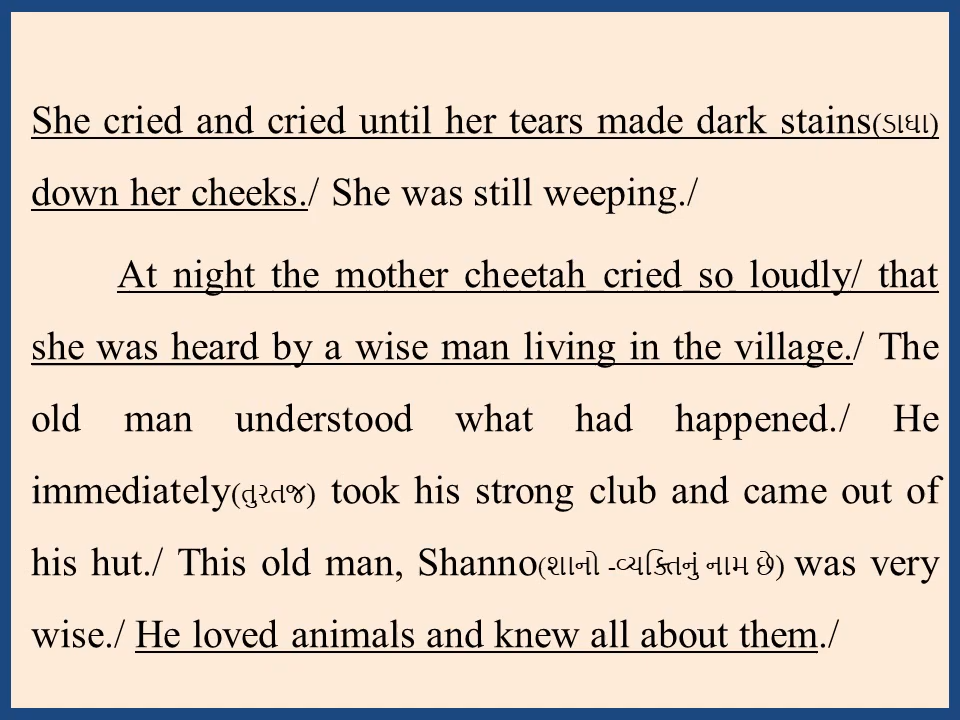 She cried and cried until her tears made dark stains(ડાઘા)
down her cheeks./ She was still weeping./
At night the mother cheetah cried so loudly/ that
she was heard by a wise man living in the village./ The
old man understood what had happened./ He
immediately(તુરતજ) took his strong club and came out of
his hut./ This old man, Shanno(શાનો -વ્યક્તિનું નામ છે) was very
wise./ He loved animals and knew all about them./